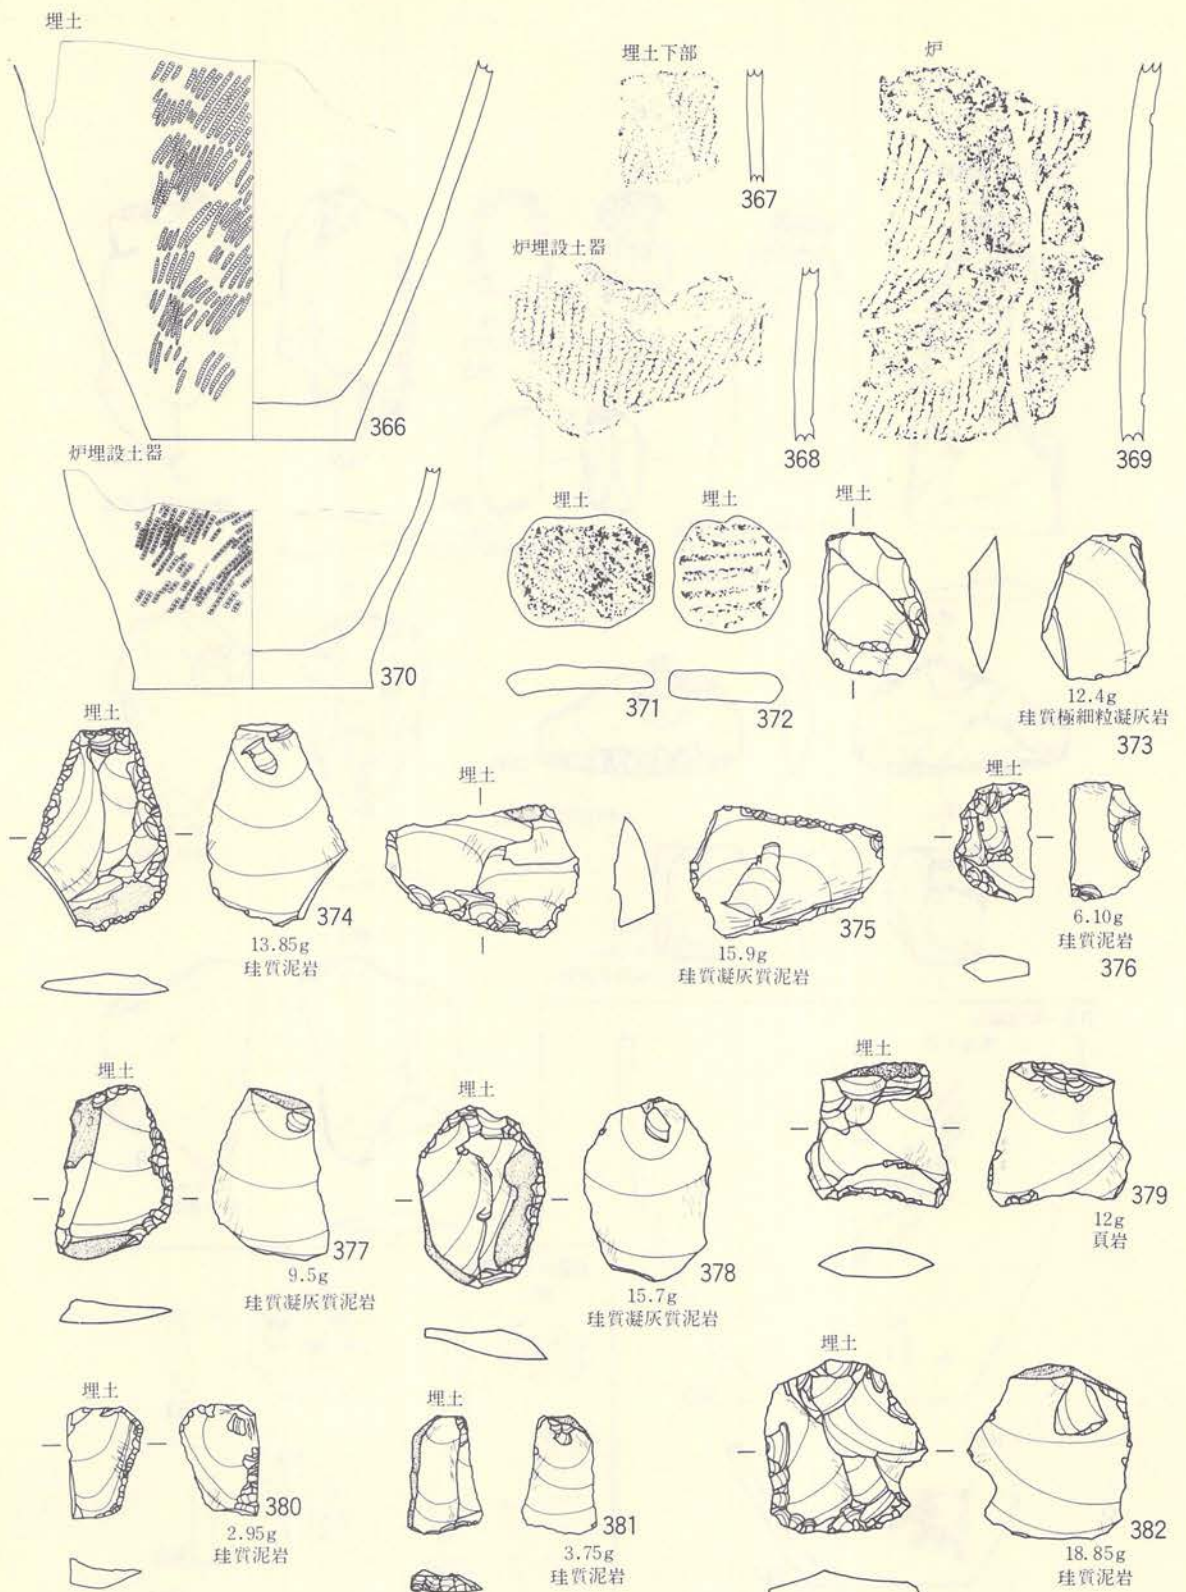 埋土
366
埋土下部
367
炉
369
炉埋設土器
368
炉埋設土器
370
埋土
371
埋土
372
埋土
12.4g
珪質極細粒凝灰岩
373
埋土
374
13.85g
珪質泥岩
埋土
375
15.9g
珪質凝灰質泥岩
埋土
6.10g
珪質泥岩
376
埋土
377
9.5g
珪質凝灰質泥岩
埋土
378
15.7g
珪質凝灰質泥岩
埋土
379
12g
頁岩
埋土
380
2.95g
珪質泥岩
埋土
381
3.75g
珪質泥岩
埋土
382
18.85g
珪質泥岩